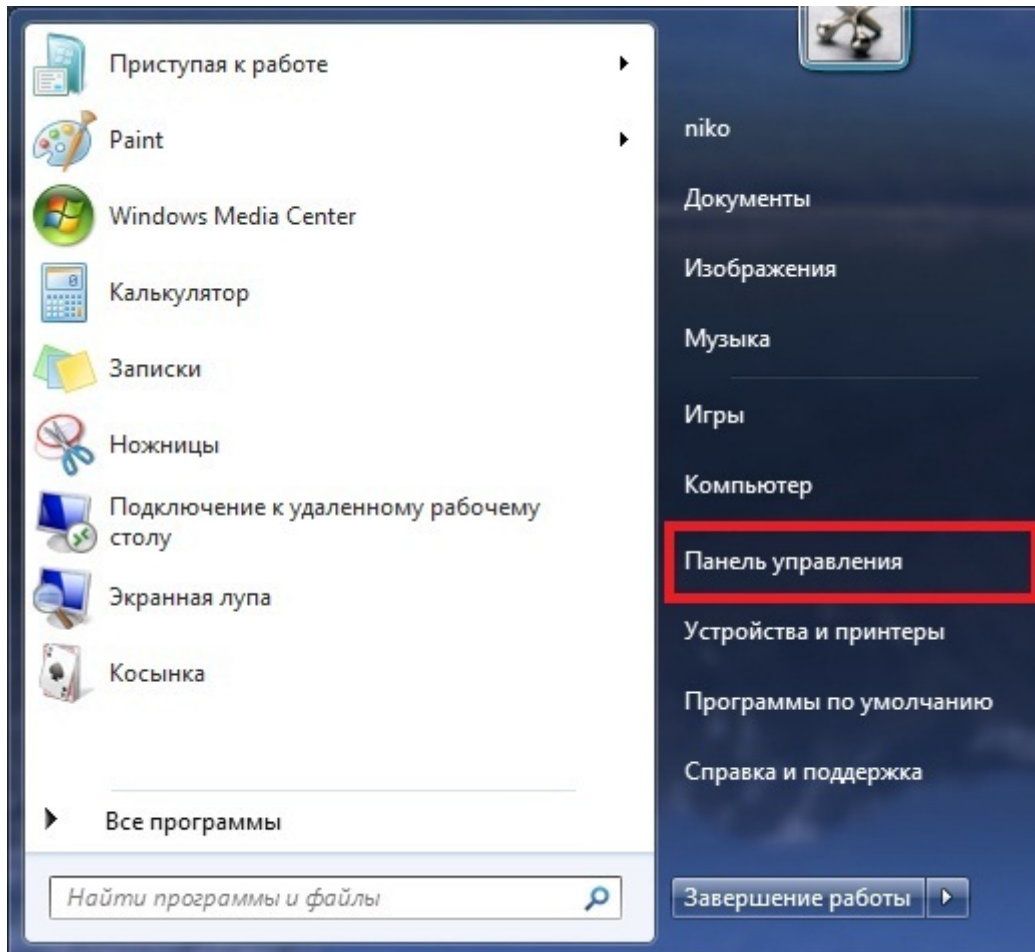 Приступая к работе
Paint
Windows Media Center
Калькулятор
Записки
Ножницы
Подключение к удаленному рабочему
столу
Экранная лупа
Косынка
Все программы
Найти программы и файлы
niko
Документы
Изображения
Музыка
Игры
Компьютер
Панель управления
Устройства и принтеры
Программы по умолчанию
Справка и поддержка
Завершение работы